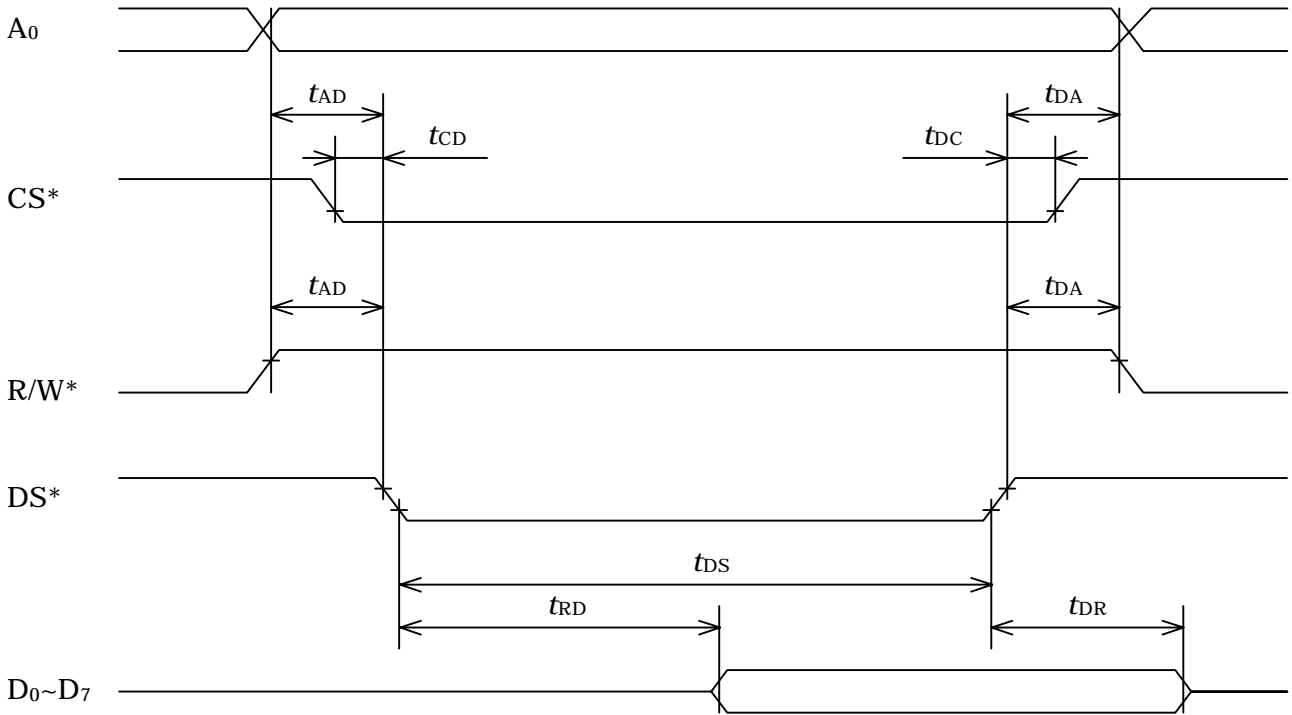 A₀
tAD
tDA
tCD
tDC
CS*
tAD
tDA
R/W*
DS*
tDS
tRD
tDR
D₀~D₇